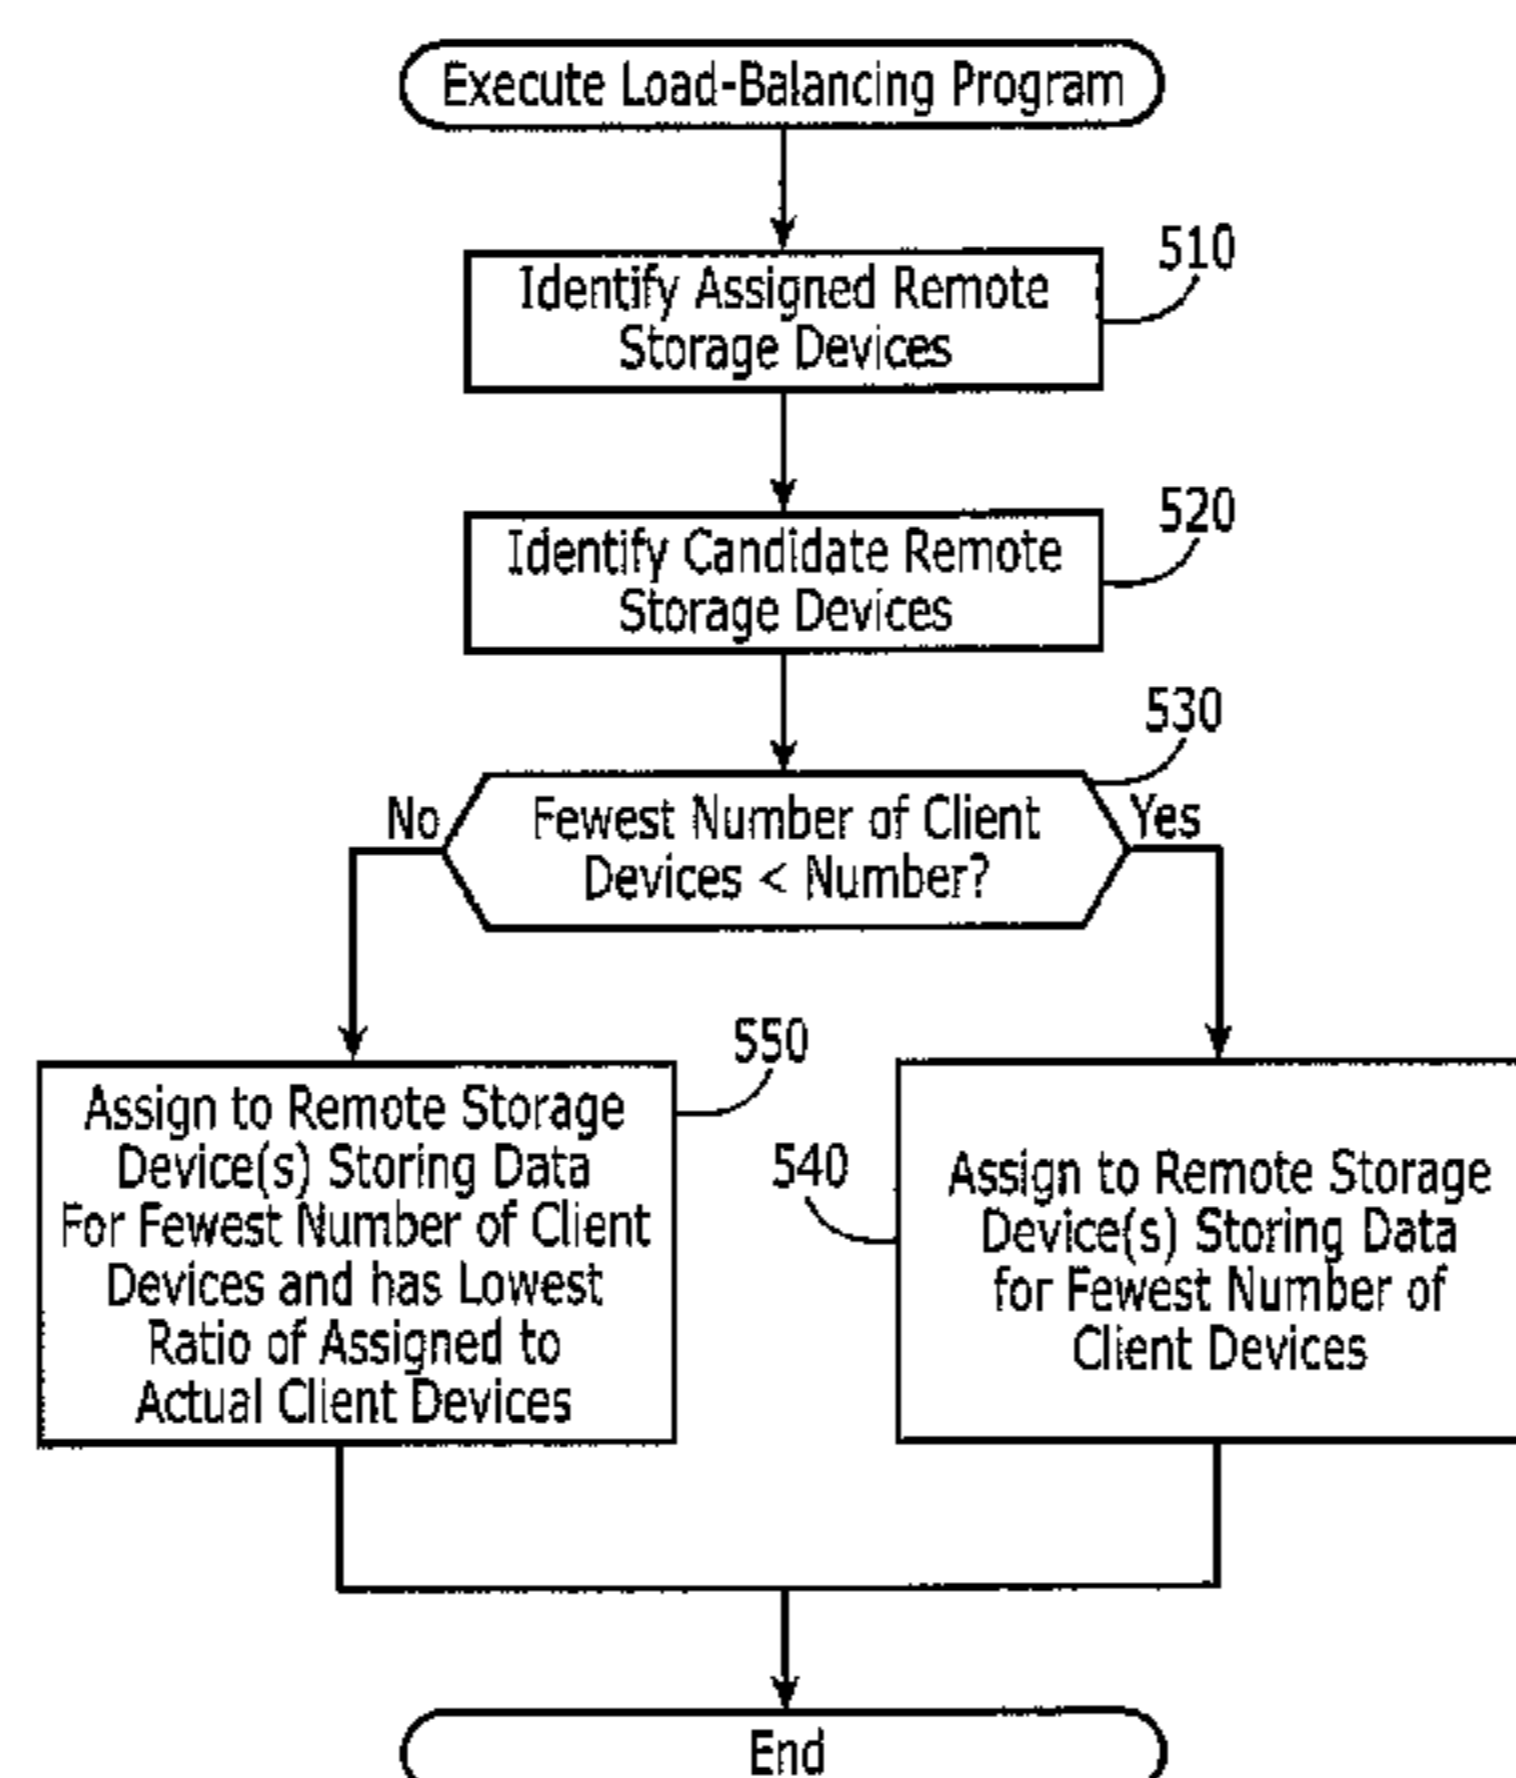 Execute Load-Balancing Program
510
Identify Assigned Remote
Storage Devices
520
Identify Candidate Remote
Storage Devices
530
No
Fewest Number of Client
Devices < Number?
Yes
550
Assign to Remote Storage
Device(s) Storing Data
For Fewest Number of Client
Devices and has Lowest
Ratio of Assigned to
Actual Client Devices
540
Assign to Remote Storage
Device(s) Storing Data
for Fewest Number of
Client Devices
End